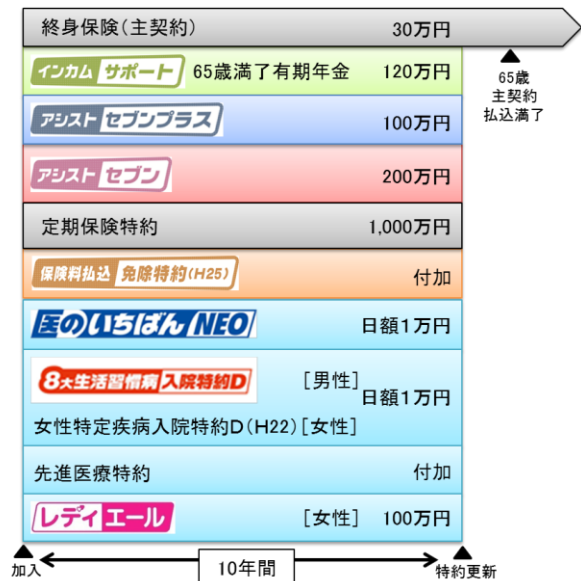 終身保険(主契約) 30万円
インカム サポート 65歳満了有期年金 120万円
65歳
主契約
払込満了
アシスト セブンプラス 100万円
アシスト セブン 200万円
定期保険特約 1,000万円
保険料払込 免除特約(H25) 付加
医のいちばんNEO 日額1万円
8大生活習慣病 入院特約D [男性]
日額1万円
女性特定疾病入院特約D(H22)[女性]
先進医療特約 付加
レディエール [女性] 100万円
加入 10年間 特約更新